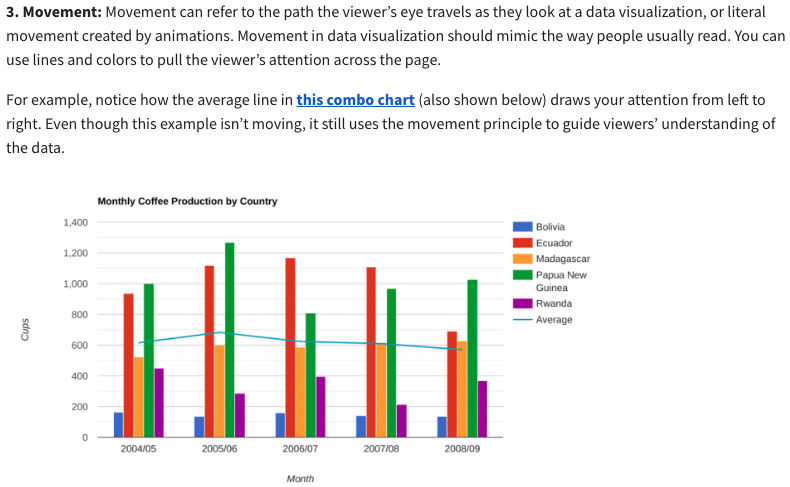 3. Movement: Movement can refer to the path the viewer’s eye travels as they look at a data visualization, or literal
movement created by animations. Movement in data visualization should mimic the way people usually read. You can
use lines and colors to pull the viewer’s attention across the page.
For example, notice how the average line in this combo chart (also shown below) draws your attention from left to
right. Even though this example isn’t moving, it still uses the movement principle to guide viewers’ understanding of
the data.
Monthly Coffee Production by Country
1,400
1,200
1,000
800
600
400
200
0
Cups
2004/05
2005/06
2006/07
2007/08
2008/09
Month
Bolivia
Ecuador
Madagascar
Papua New
Guinea
Rwanda
Average